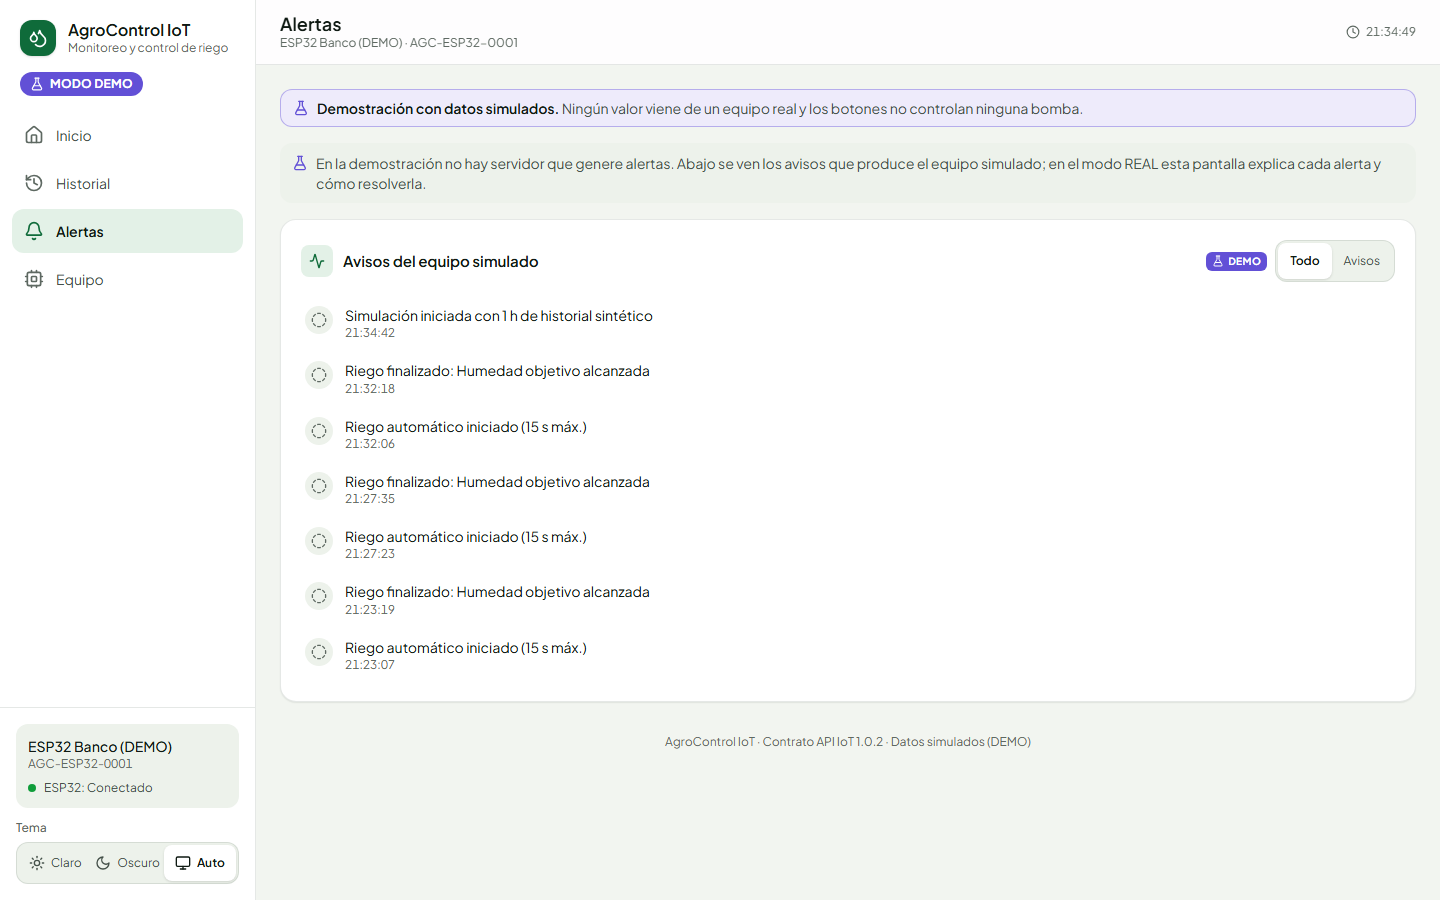 AgroControl IoT
Monitoreo y control de riego
MODO DEMO
Inicio
Historial
Alertas
Equipo
ESP32 Banco (DEMO)
AGC-ESP32-0001
ESP32: Conectado
Tema
Claro
Oscuro
Auto
Alertas
ESP32 Banco (DEMO) · AGC-ESP32-0001
21:34:49
Demostración con datos simulados. Ningún valor viene de un equipo real y los botones no controlan ninguna bomba.
En la demostración no hay servidor que genere alertas. Abajo se ven los avisos que produce el equipo simulado; en el modo REAL esta pantalla explica cada alerta y
cómo resolverla.
Avisos del equipo simulado
DEMO
Todo
Avisos
Simulación iniciada con 1 h de historial sintético
21:34:42
Riego finalizado: Humedad objetivo alcanzada
21:32:18
Riego automático iniciado (15 s máx.)
21:32:06
Riego finalizado: Humedad objetivo alcanzada
21:27:35
Riego automático iniciado (15 s máx.)
21:27:23
Riego finalizado: Humedad objetivo alcanzada
21:23:19
Riego automático iniciado (15 s máx.)
21:23:07
AgroControl IoT · Contrato API IoT 1.0.2 · Datos simulados (DEMO)